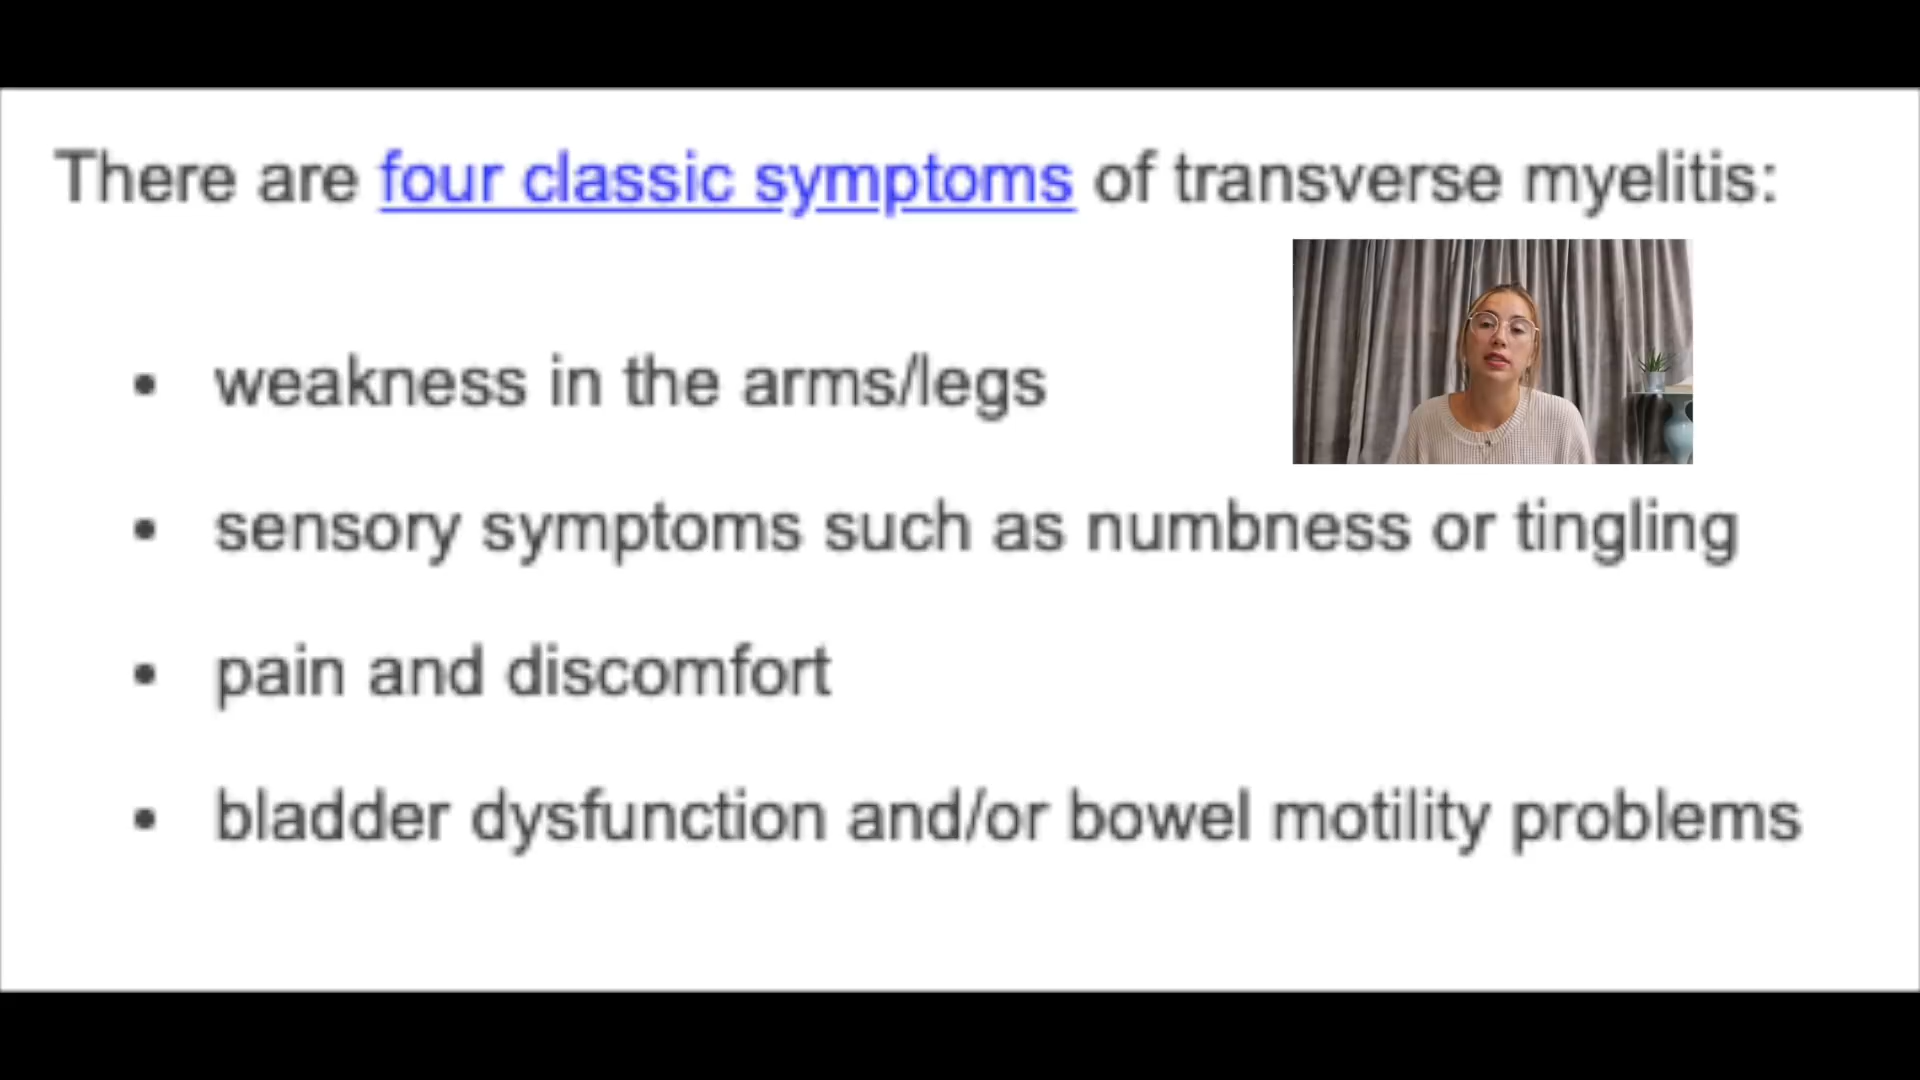 There are four classic symptoms of transverse myelitis:
• weakness in the arms/legs
• sensory symptoms such as numbness or tingling
• pain and discomfort
• bladder dysfunction and/or bowel motility problems